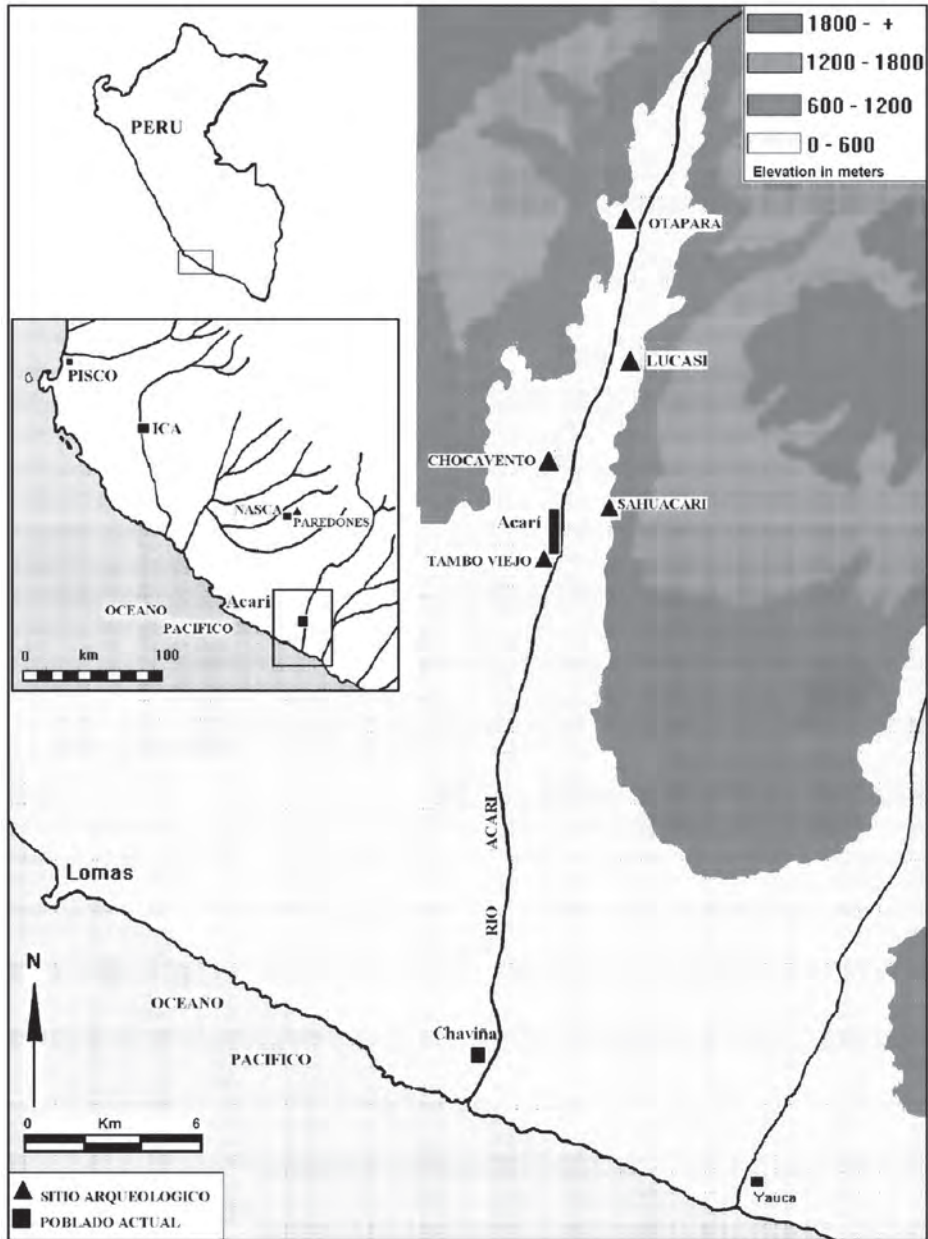 PERU
1800 - +
1200 - 1800
600 - 1200
0 - 600
Elevation in meters
OTAPARA
LUCASI
CHOCAVENTO
SAHUACARI
Acarí
TAMBO VIEJO
PISCO
ICA
NASCA
PAREDONES
Acarí
OCEANO
PACIFICO
0 km 100
RIO ACARI
Lomas
N
OCEANO
PACIFICO
Chaviña
0 Km 6
Yauca
SITIO ARQUEOLOGICO
POBLADO ACTUAL